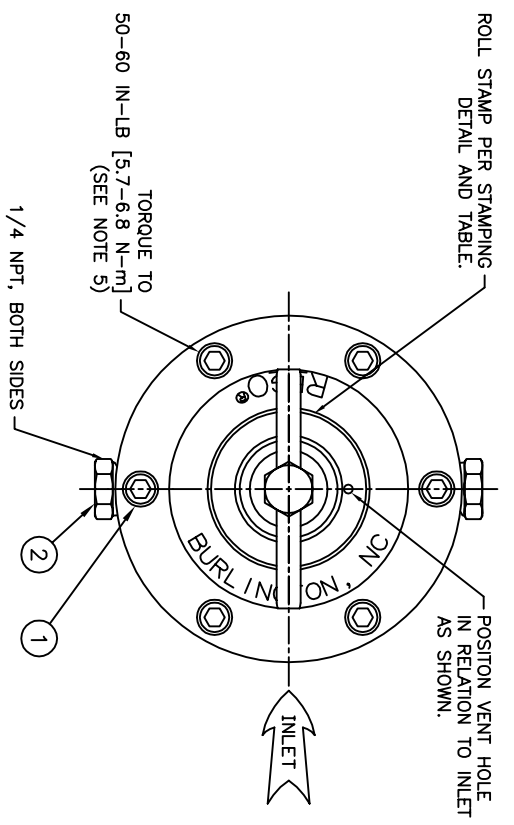 ROLL STAMP PER STAMPING
DETAIL AND TABLE.
POSITON VENT HOLE
IN RELATION TO INLET
AS SHOWN.
TORQUE TO
50-60 IN-LB [5.7-6.8 N-m]
(SEE NOTE 5)
1/4 NPT, BOTH SIDES
®
BURLINGTON, NC
INLET
2
1